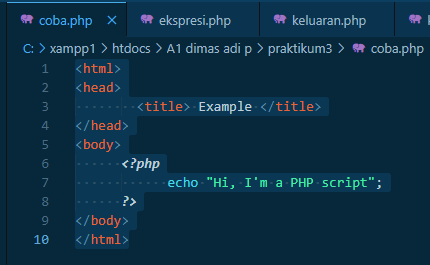 coba.php × ekspresi.php keluaran.php
C: > xampp1 > htdocs > A1 dimas adi p > praktikum3 > coba.php
1 <html>
2 <head>
3 <title> Example </title>
4 </head>
5 <body>
6 <?php
7 echo "Hi, I'm a PHP script";
8 ?>
9 </body>
10 </html>